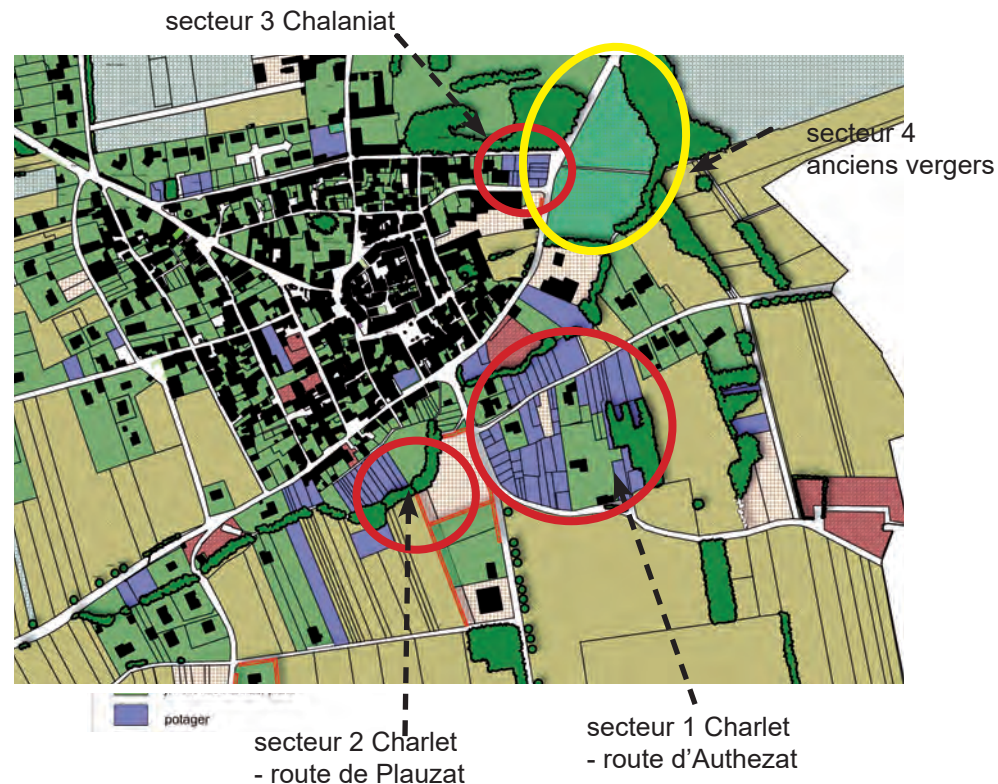 secteur 3 Chalaniat
secteur 4
anciens vergers
potager
secteur 2 Charlet
- route de Plauzat
secteur 1 Charlet
- route d'Authezat